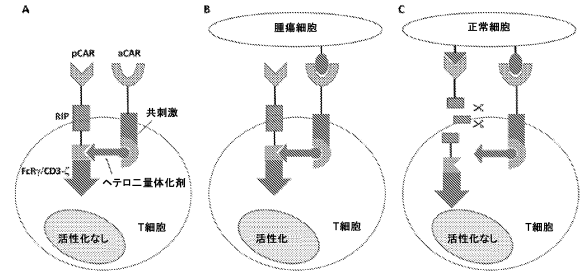 A
pCAR
aCAR
RIP
共刺激
FcRγ/CD3-ζ
ヘテロ二量体化剤
T細胞
活性化なし
B
腫瘍細胞
T細胞
活性化
C
正常細胞
T細胞
活性化なし